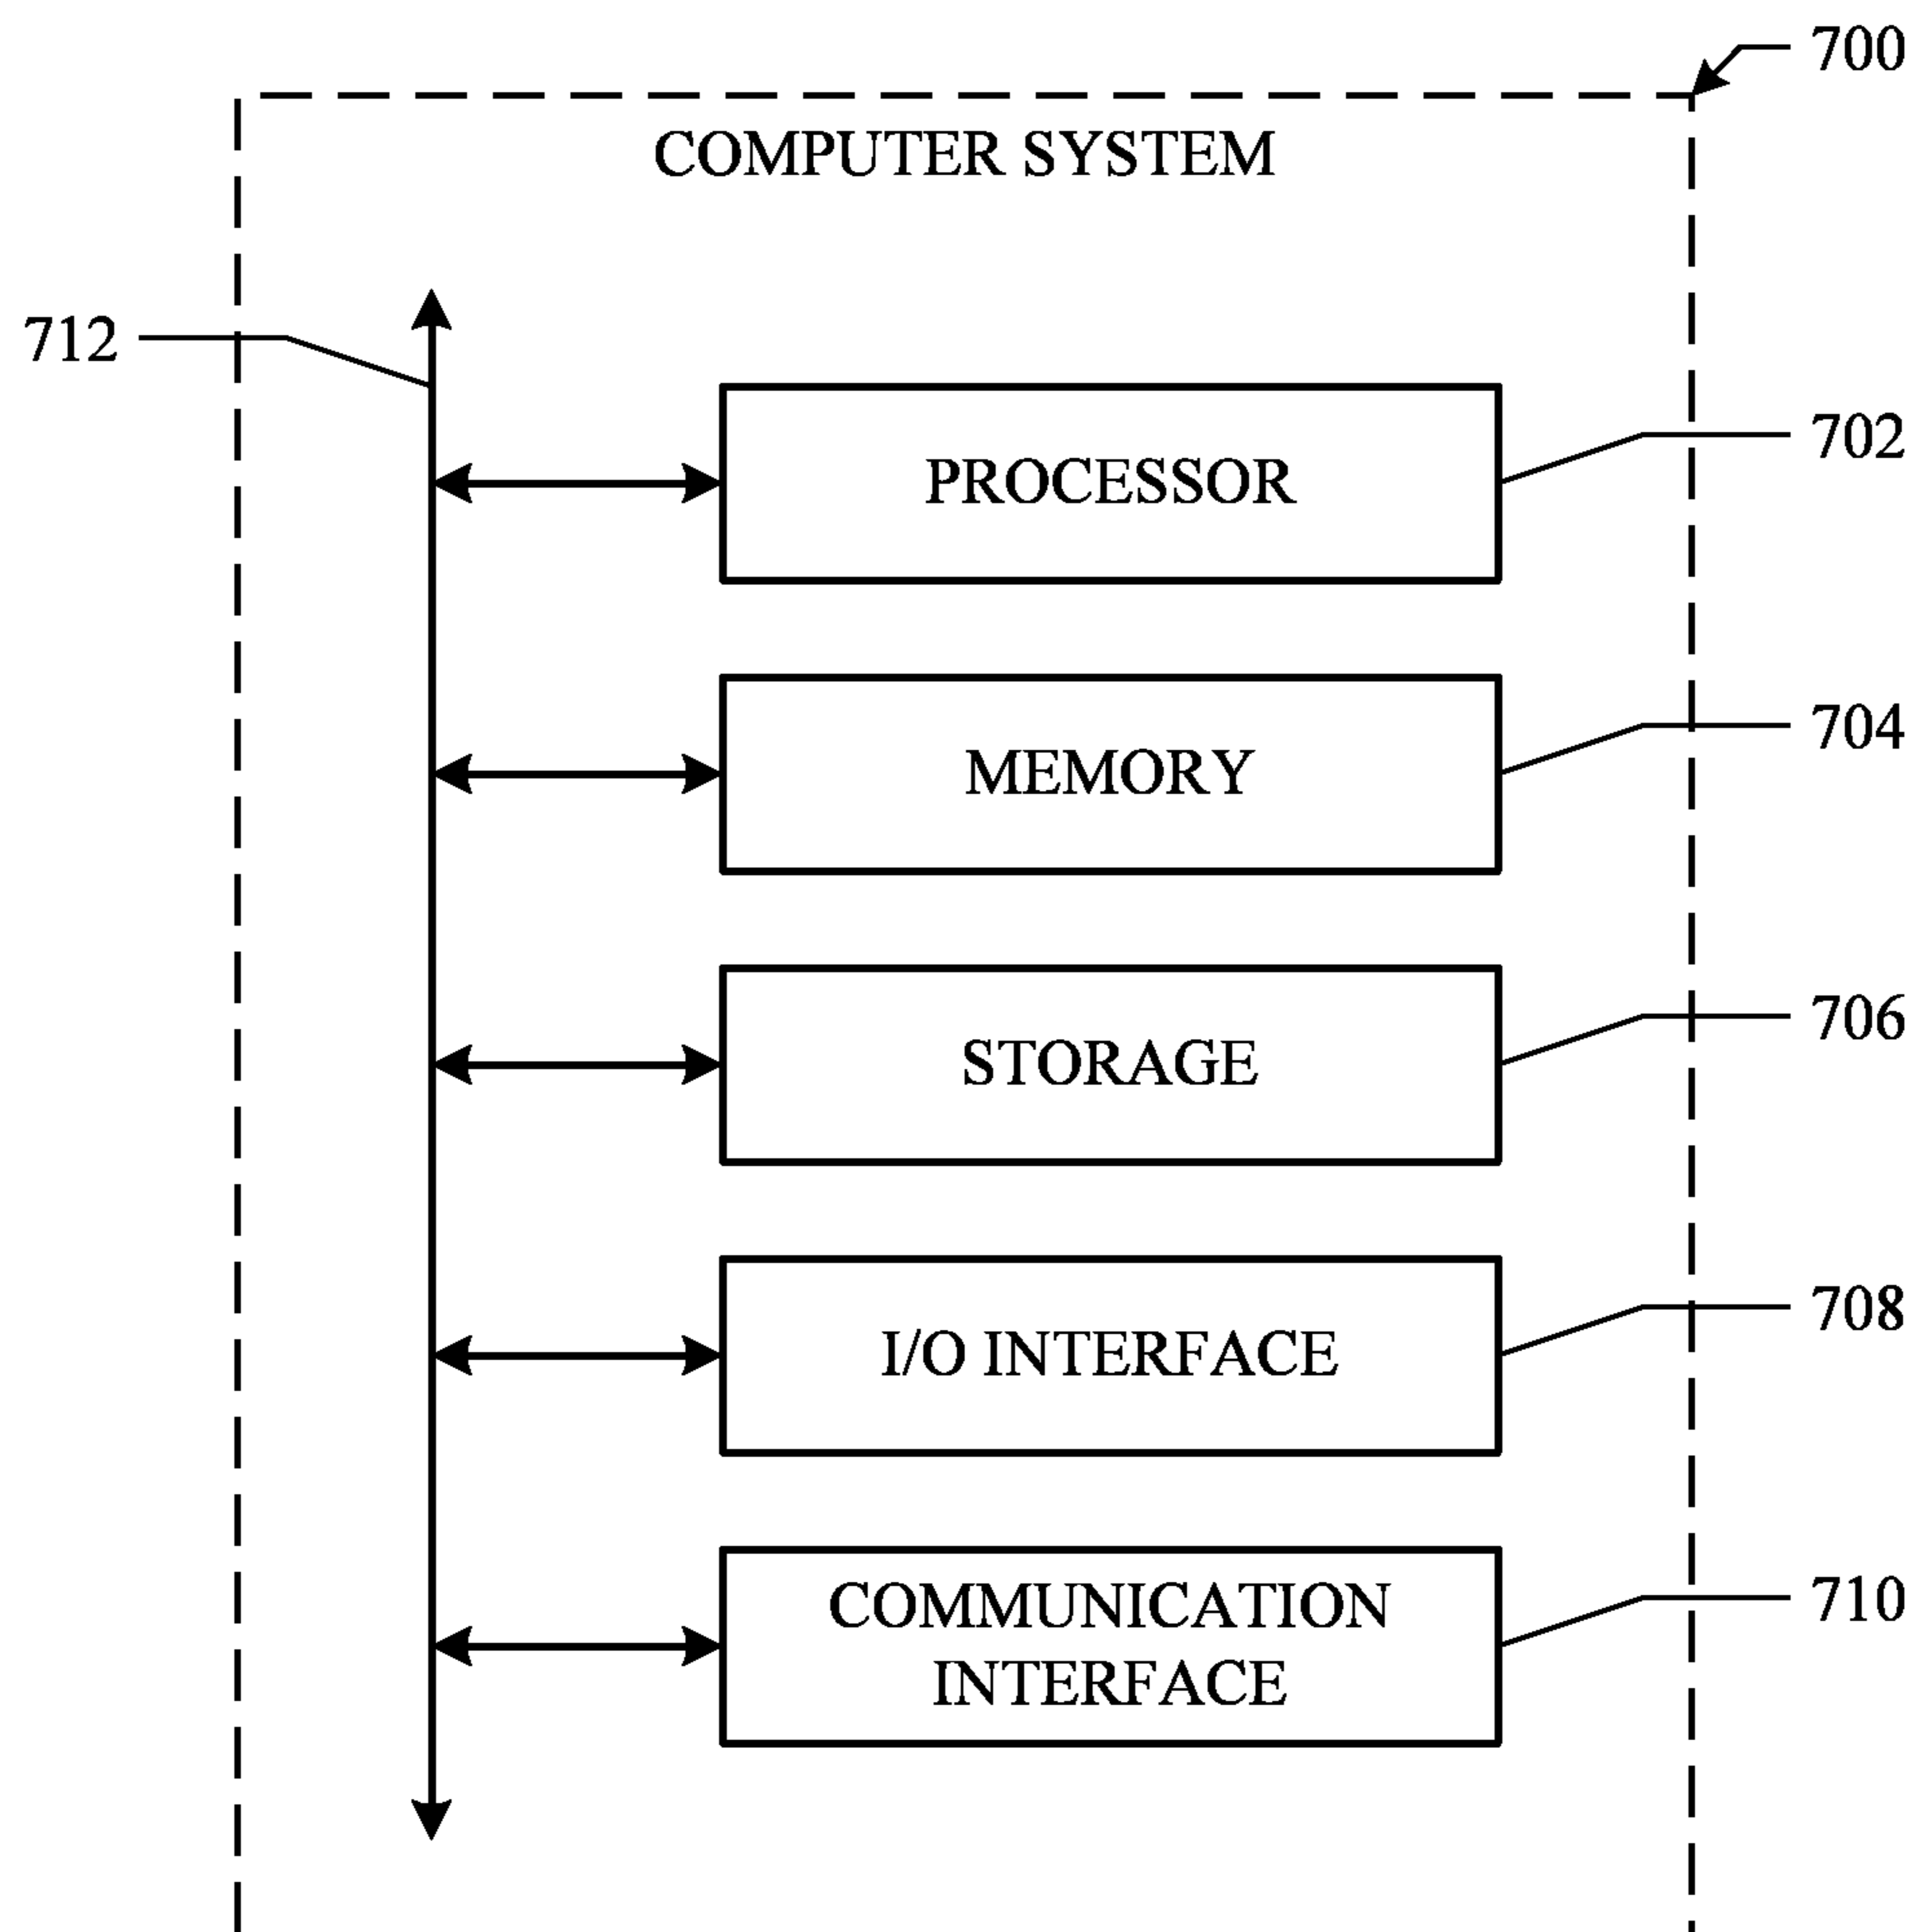 700
COMPUTER SYSTEM
712
702
PROCESSOR
704
MEMORY
706
STORAGE
708
I/O INTERFACE
710
COMMUNICATION
INTERFACE